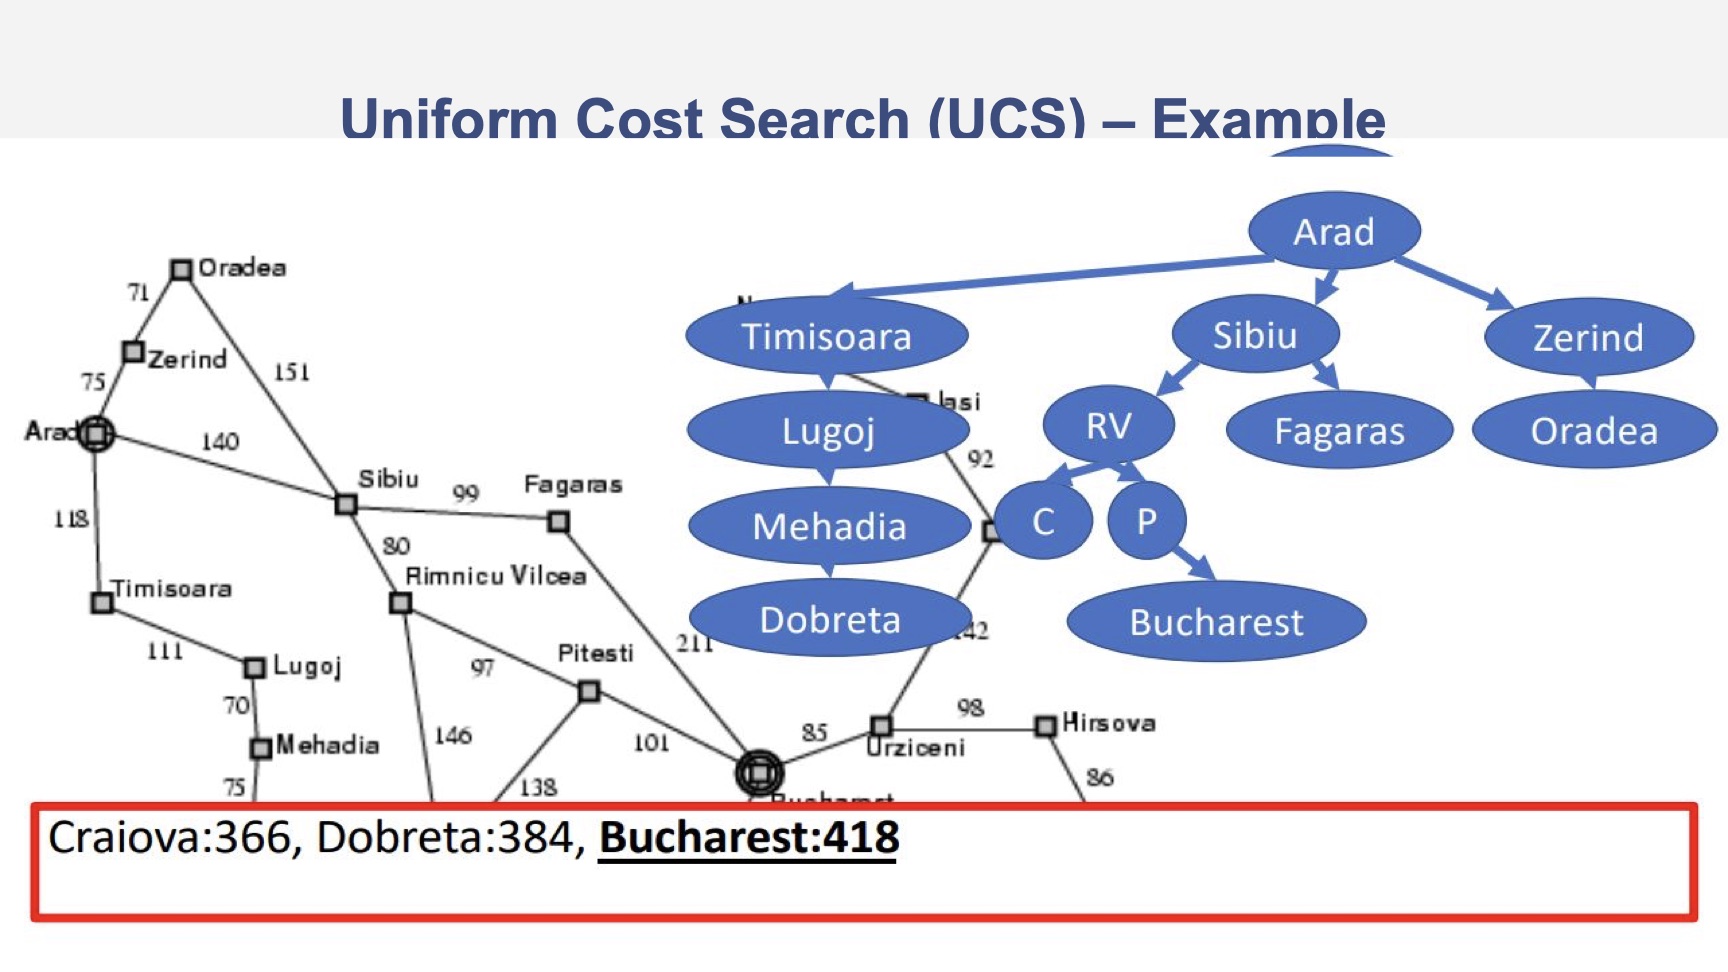 Uniform Cost Search (UCS) – Example
Arad
Timisoara
Sibiu
Zerind
Lugoj
RV
Fagaras
Oradea
Mehadia
C
P
Dobreta
Bucharest
Oradea
71
Zerind
75
151
Arad
140
Sibiu
99
Fagaras
118
80
Rimnicu Vilcea
Timisoara
111
Lugoj
97
Pitesti
211
70
Mehadia
146
101
75
138
Iasi
92
85
98
Hirsova
Urziceni
86
Bucharest
Craiova:366, Dobreta:384, Bucharest:418